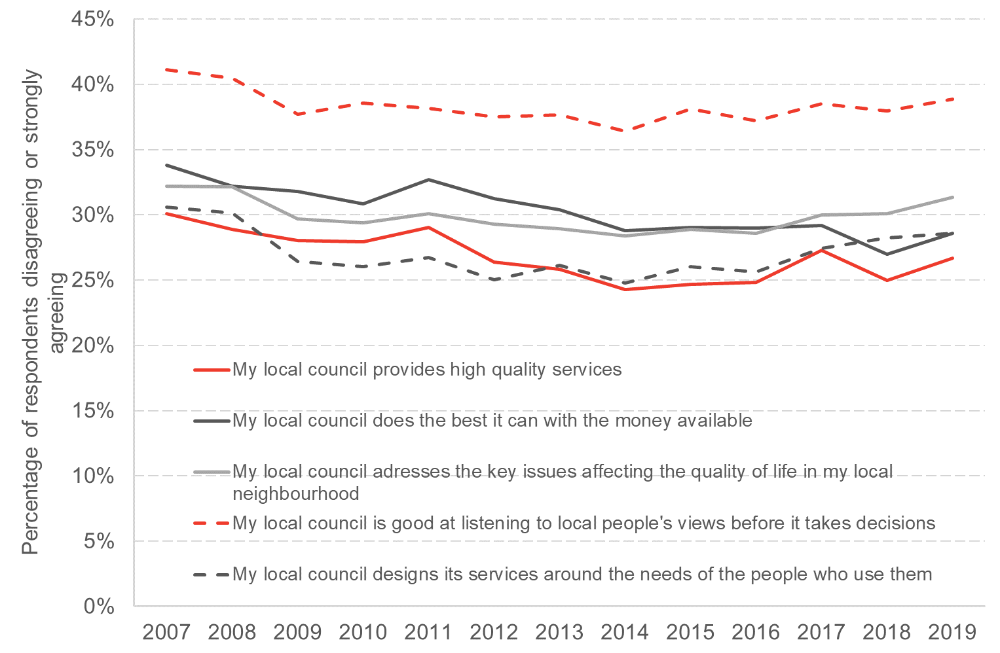 45%
40%
35%
30%
25%
20%
15%
10%
5%
0%
Percentage of respondents disagreeing or strongly
agreeing
My local council provides high quality services
My local council does the best it can with the money available
My local council adresses the key issues affecting the quality of life in my local
neighbourhood
My local council is good at listening to local people's views before it takes decisions
My local council designs its services around the needs of the people who use them
2007 2008 2009 2010 2011 2012 2013 2014 2015 2016 2017 2018 2019